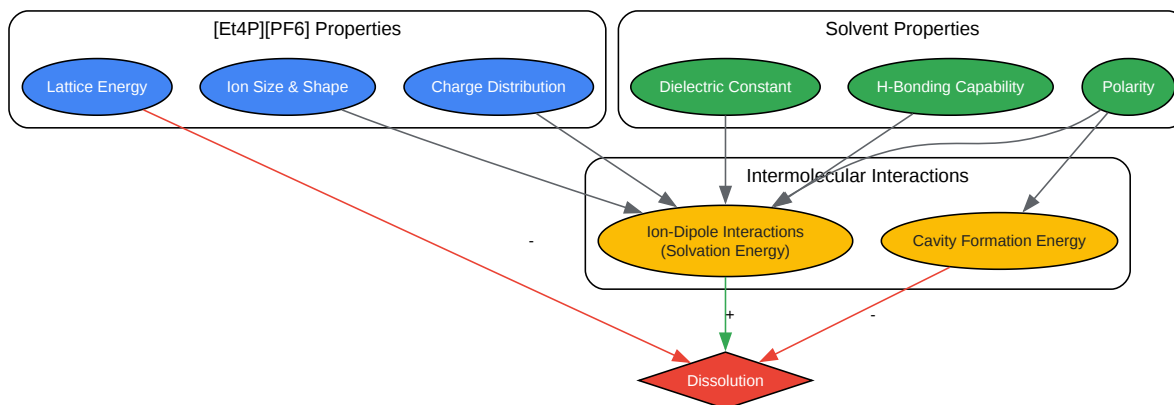 [Et4P][PF6] Properties
Solvent Properties
Lattice Energy
Ion Size & Shape
Charge Distribution
Dielectric Constant
H-Bonding Capability
Polarity
Intermolecular Interactions
Ion-Dipole Interactions
(Solvation Energy)
Cavity Formation Energy
-
+
-
Dissolution